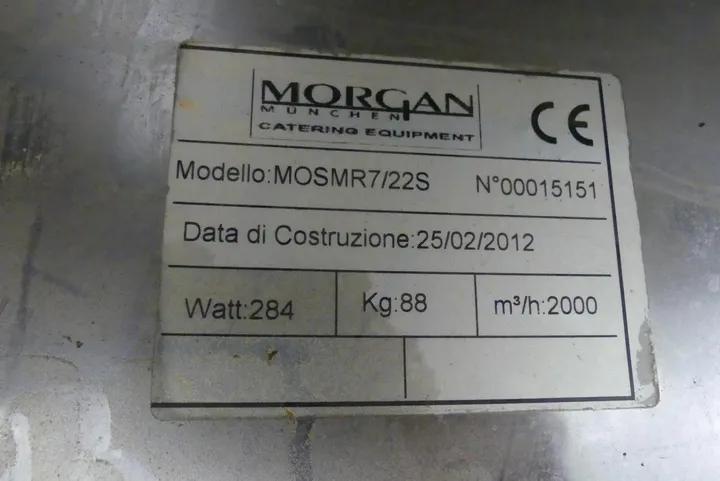 MORGAN
MÜNCHEN
CATERING EQUIPMENT
CE
Modello:MOSMR7/22S N°00015151
Data di Costruzione:25/02/2012
Watt:284 Kg:88 m³/h:2000